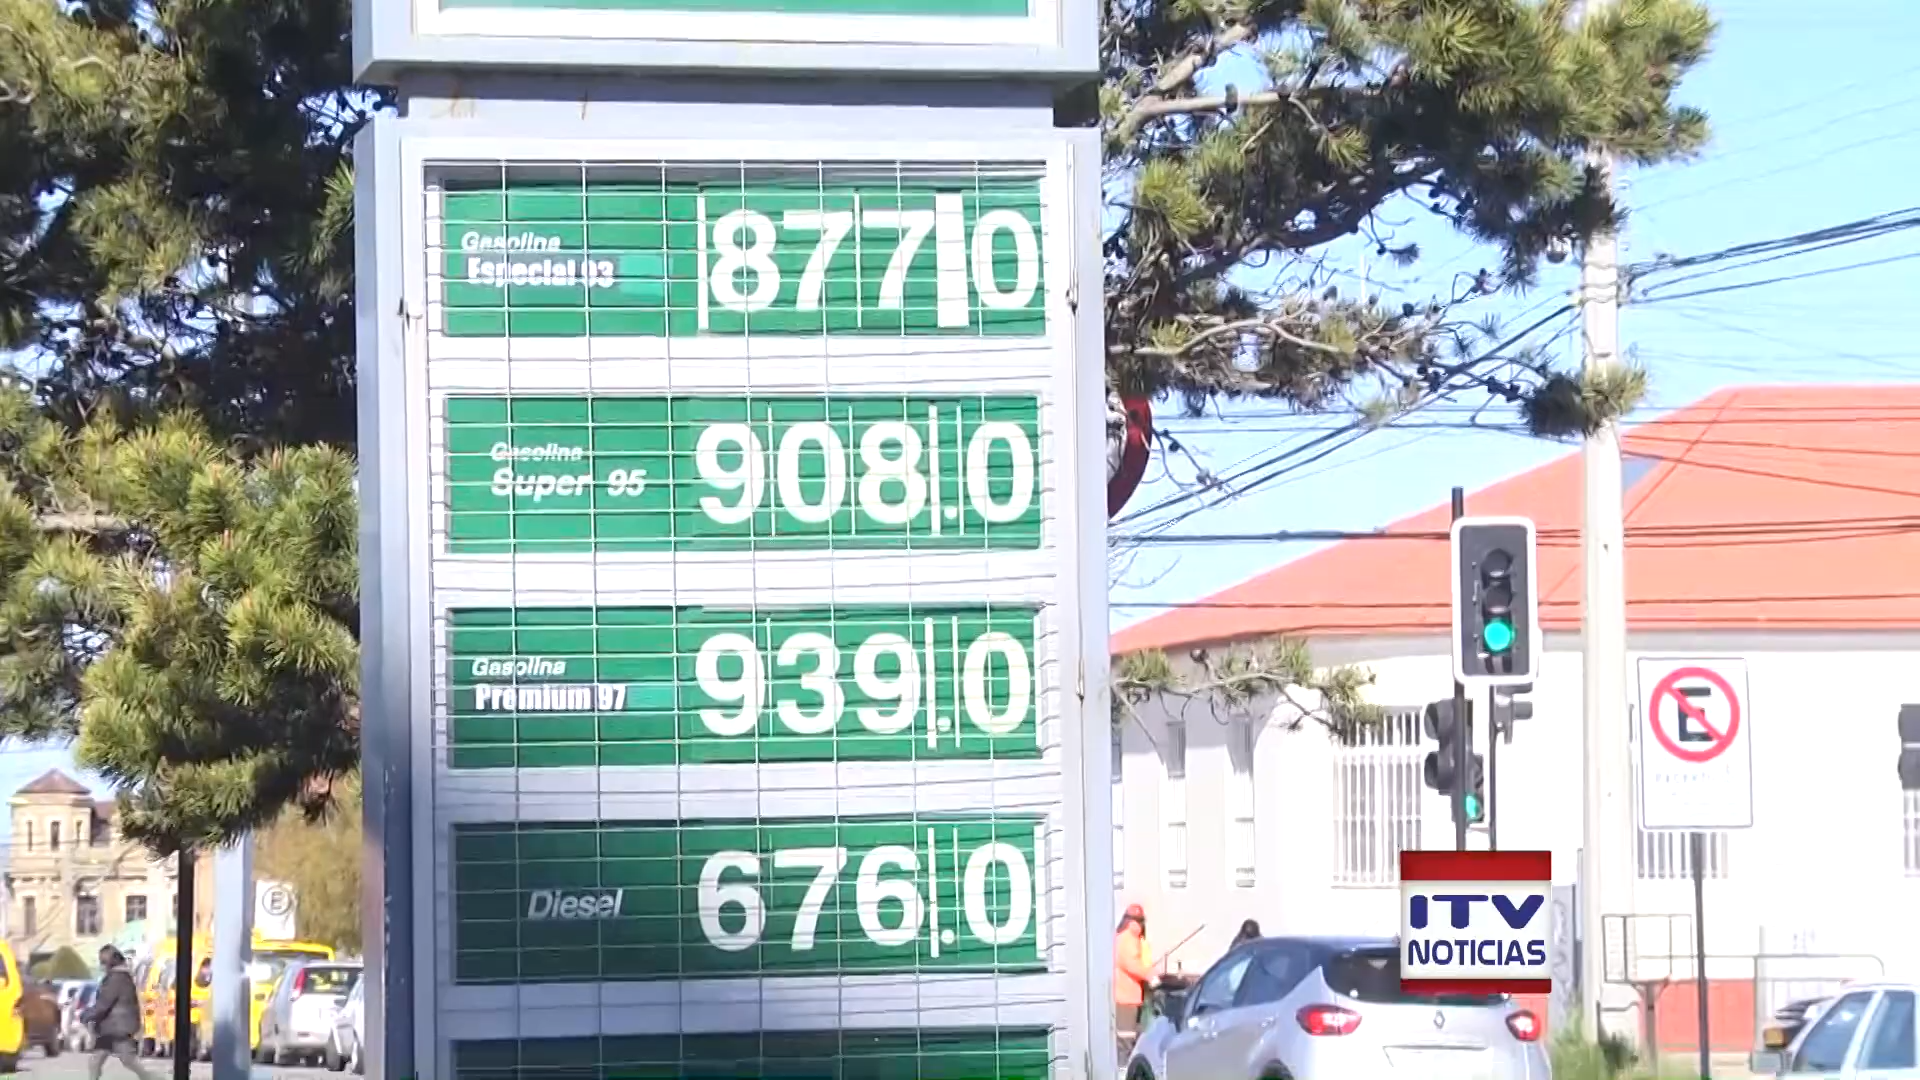 Gasolina
Especial 93
877.0
Gasolina
Super 95
908.0
Gasolina
Premium 97
939.0
Diesel
676.0
E
E
ITV
NOTICIAS